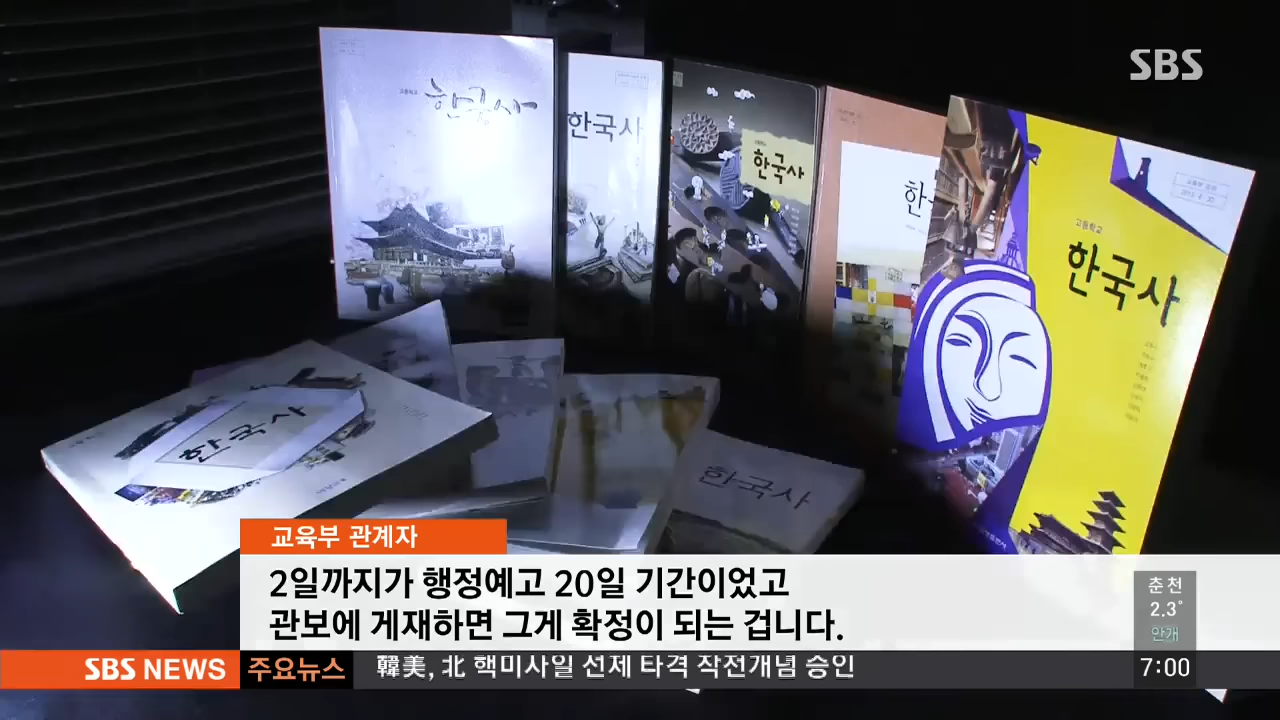 SBS
고등학교
한국사
한국사
한국사
고등학교
한국사
한국사
한국사
교육부 관계자
2일까지가 행정예고 20일 기간이었고
관보에 게재하면 그게 확정이 되는 겁니다.
춘천
2.3°
안개
SBS NEWS 주요뉴스 韓美, 北 핵미사일 선제 타격 작전개념 승인 7:00